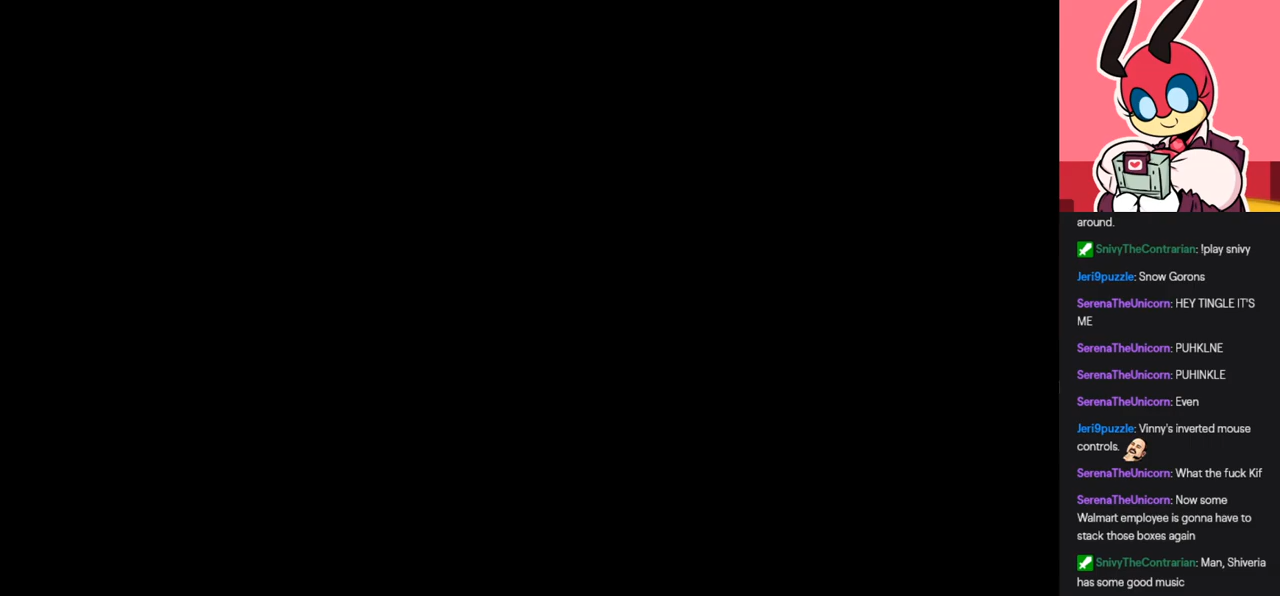 around.
SnivyTheContrarian: !play snivy
Jeri9puzzle: Snow Gorons
SerenaTheUnicorn: HEY TINGLE IT'S
ME
SerenaTheUnicorn: PUHKLNE
SerenaTheUnicorn: PUHINKLE
SerenaTheUnicorn: Even
Jeri9puzzle: Vinny's inverted mouse
controls.
SerenaTheUnicorn: What the fuck Kif
SerenaTheUnicorn: Now some
Walmart employee is gonna have to
stack those boxes again
SnivyTheContrarian: Man, Shiveria
has some good music